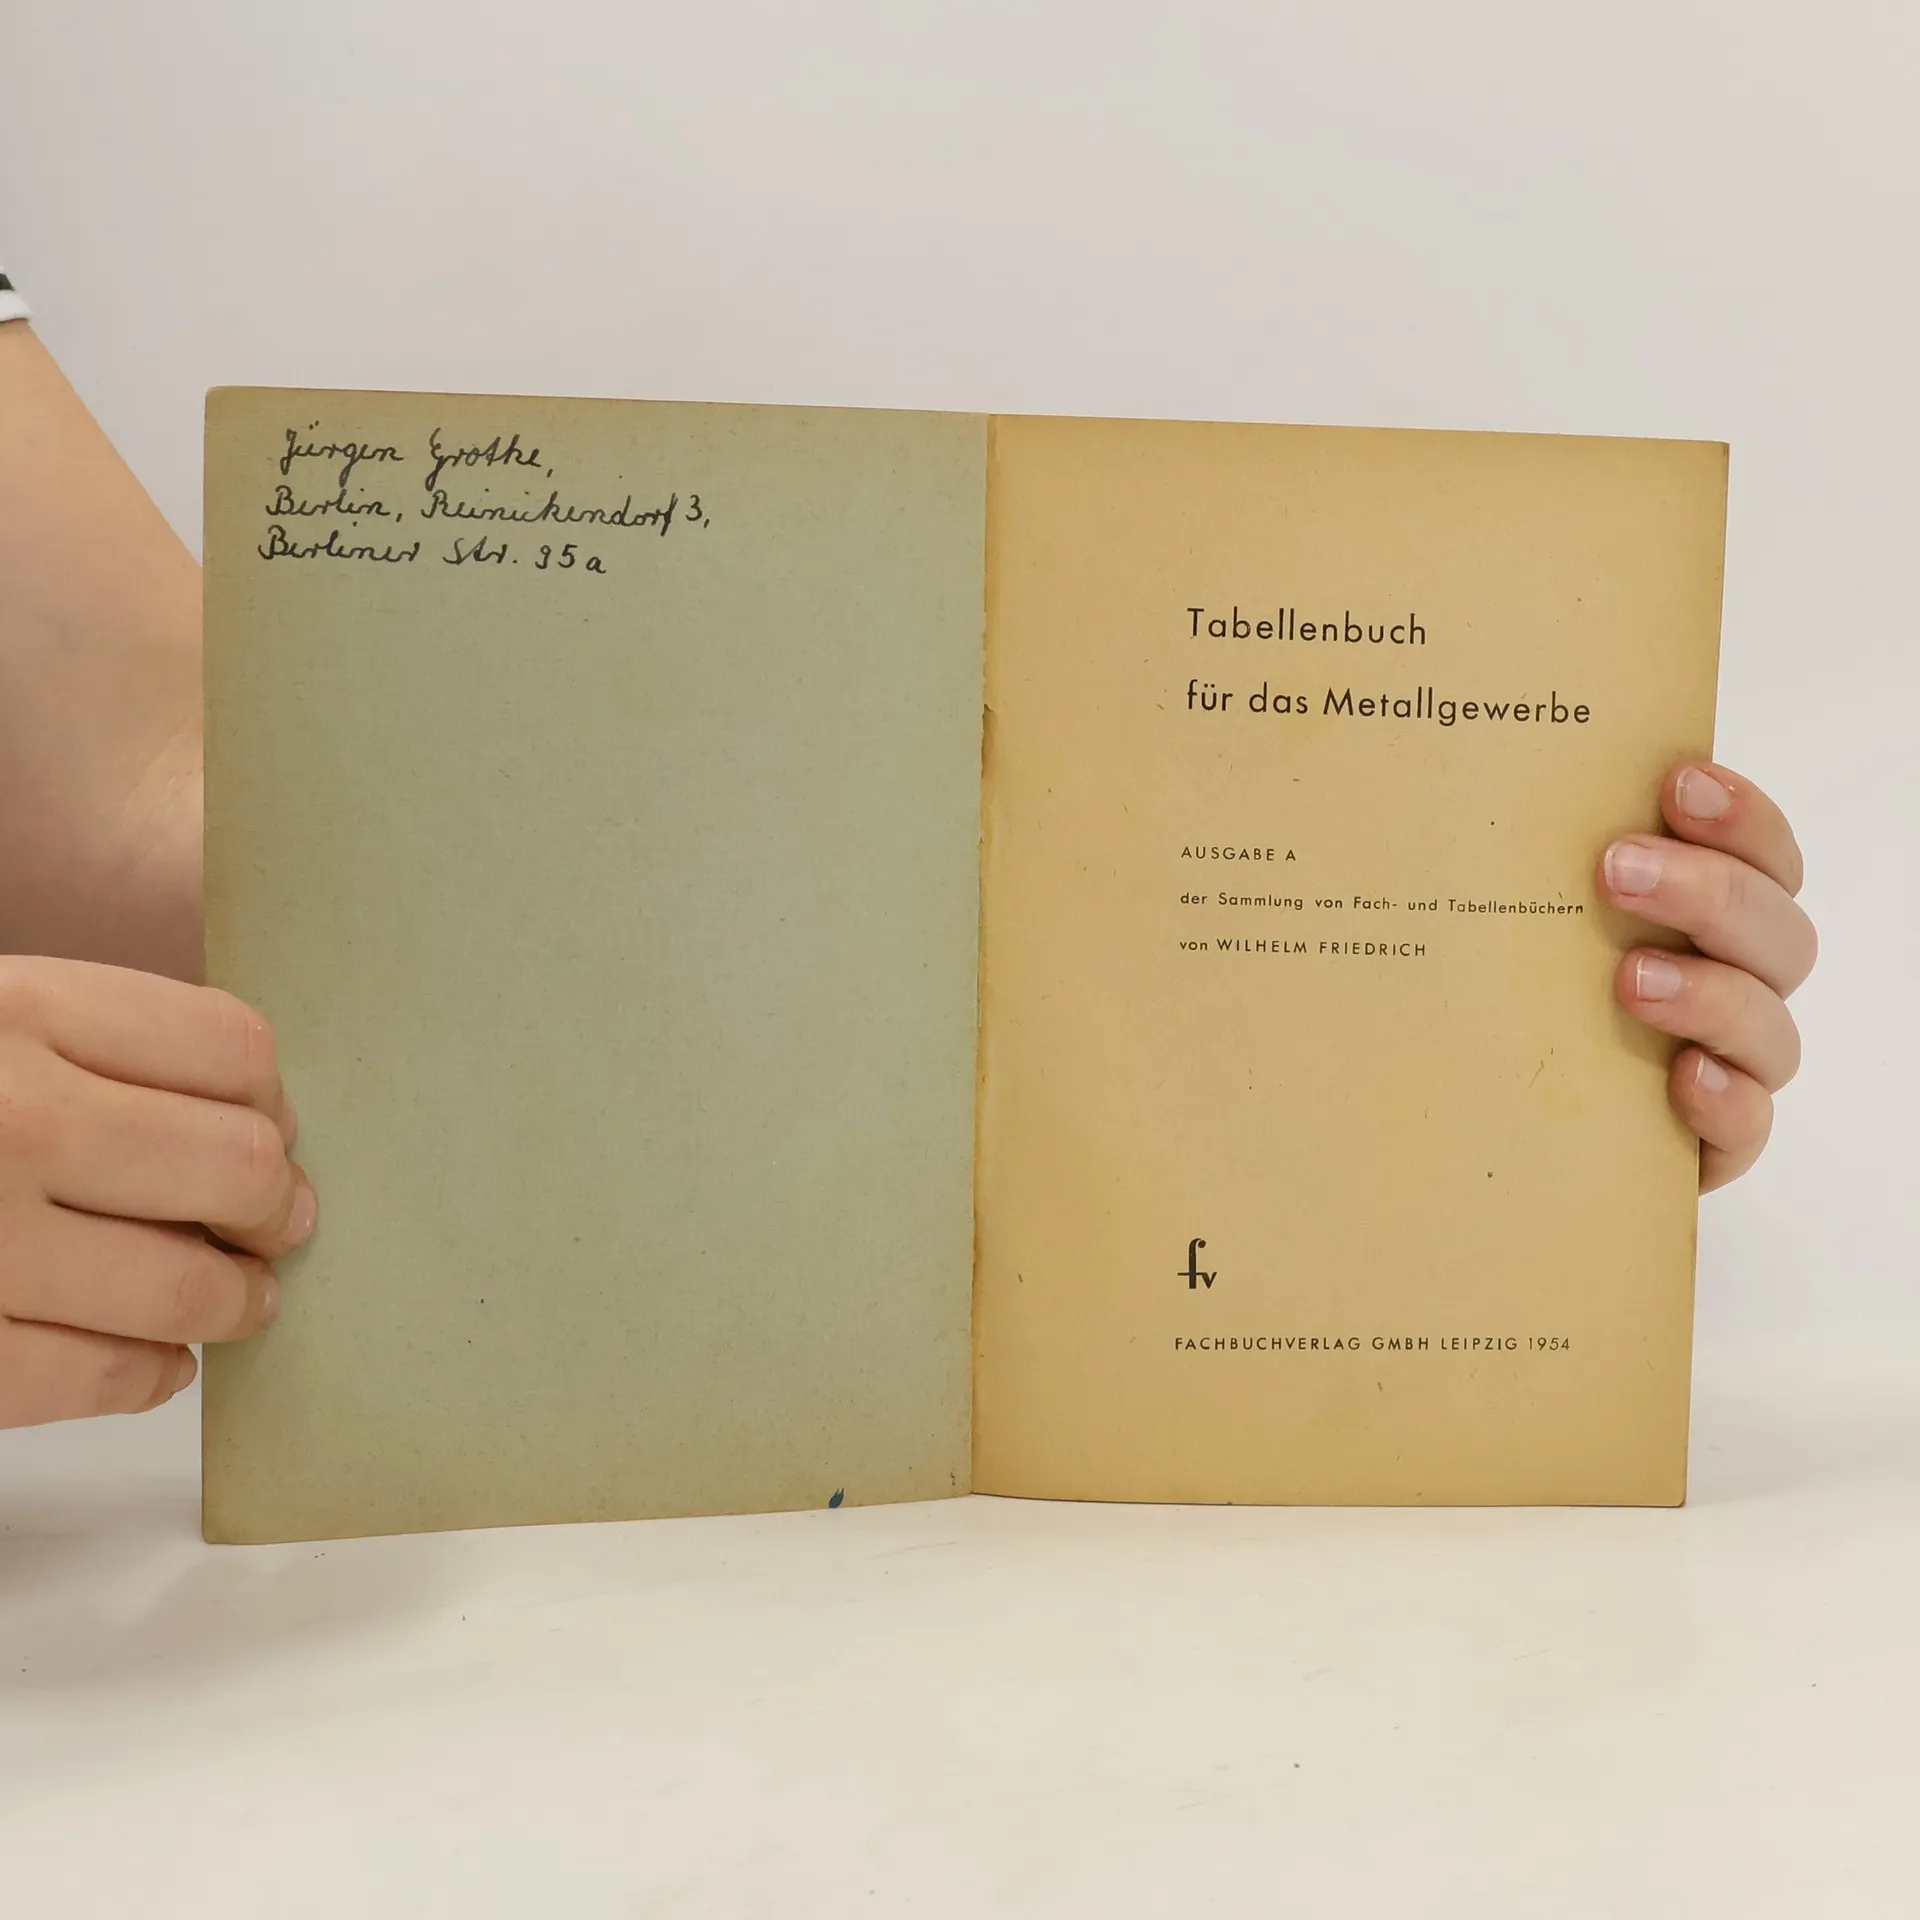 Jürgen Grothe,
Berlin, Reinickendorf 3,
Berliner Str. 95a
Tabellenbuch
für das Metallgewerbe
AUSGABE A
der Sammlung von Fach- und Tabellenbüchern
von WILHELM FRIEDRICH
fv
FACHBUCHVERLAG GMBH LEIPZIG 1954